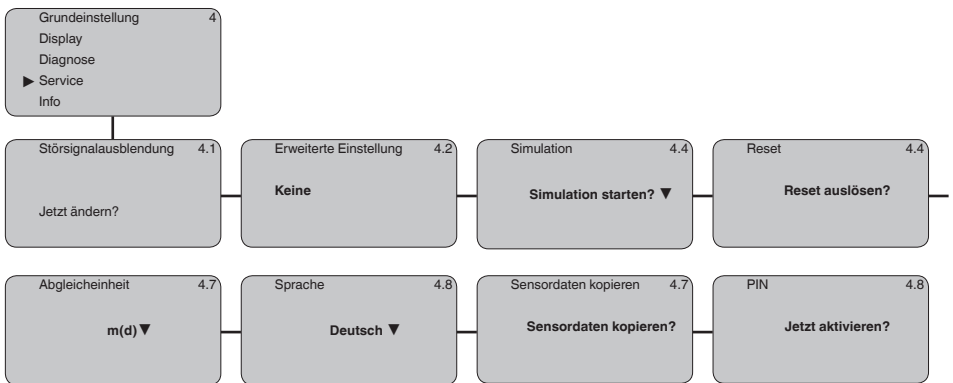 Grundeinstellung 4
Display
Diagnose
▶ Service
Info
Störsignalausblendung 4.1
Jetzt ändern?
Erweiterte Einstellung 4.2
Keine
Simulation 4.4
Simulation starten? ▼
Reset 4.4
Reset auslösen?
Abgleicheinheit 4.7
m(d) ▼
Sprache 4.8
Deutsch ▼
Sensordaten kopieren 4.7
Sensordaten kopieren?
PIN 4.8
Jetzt aktivieren?